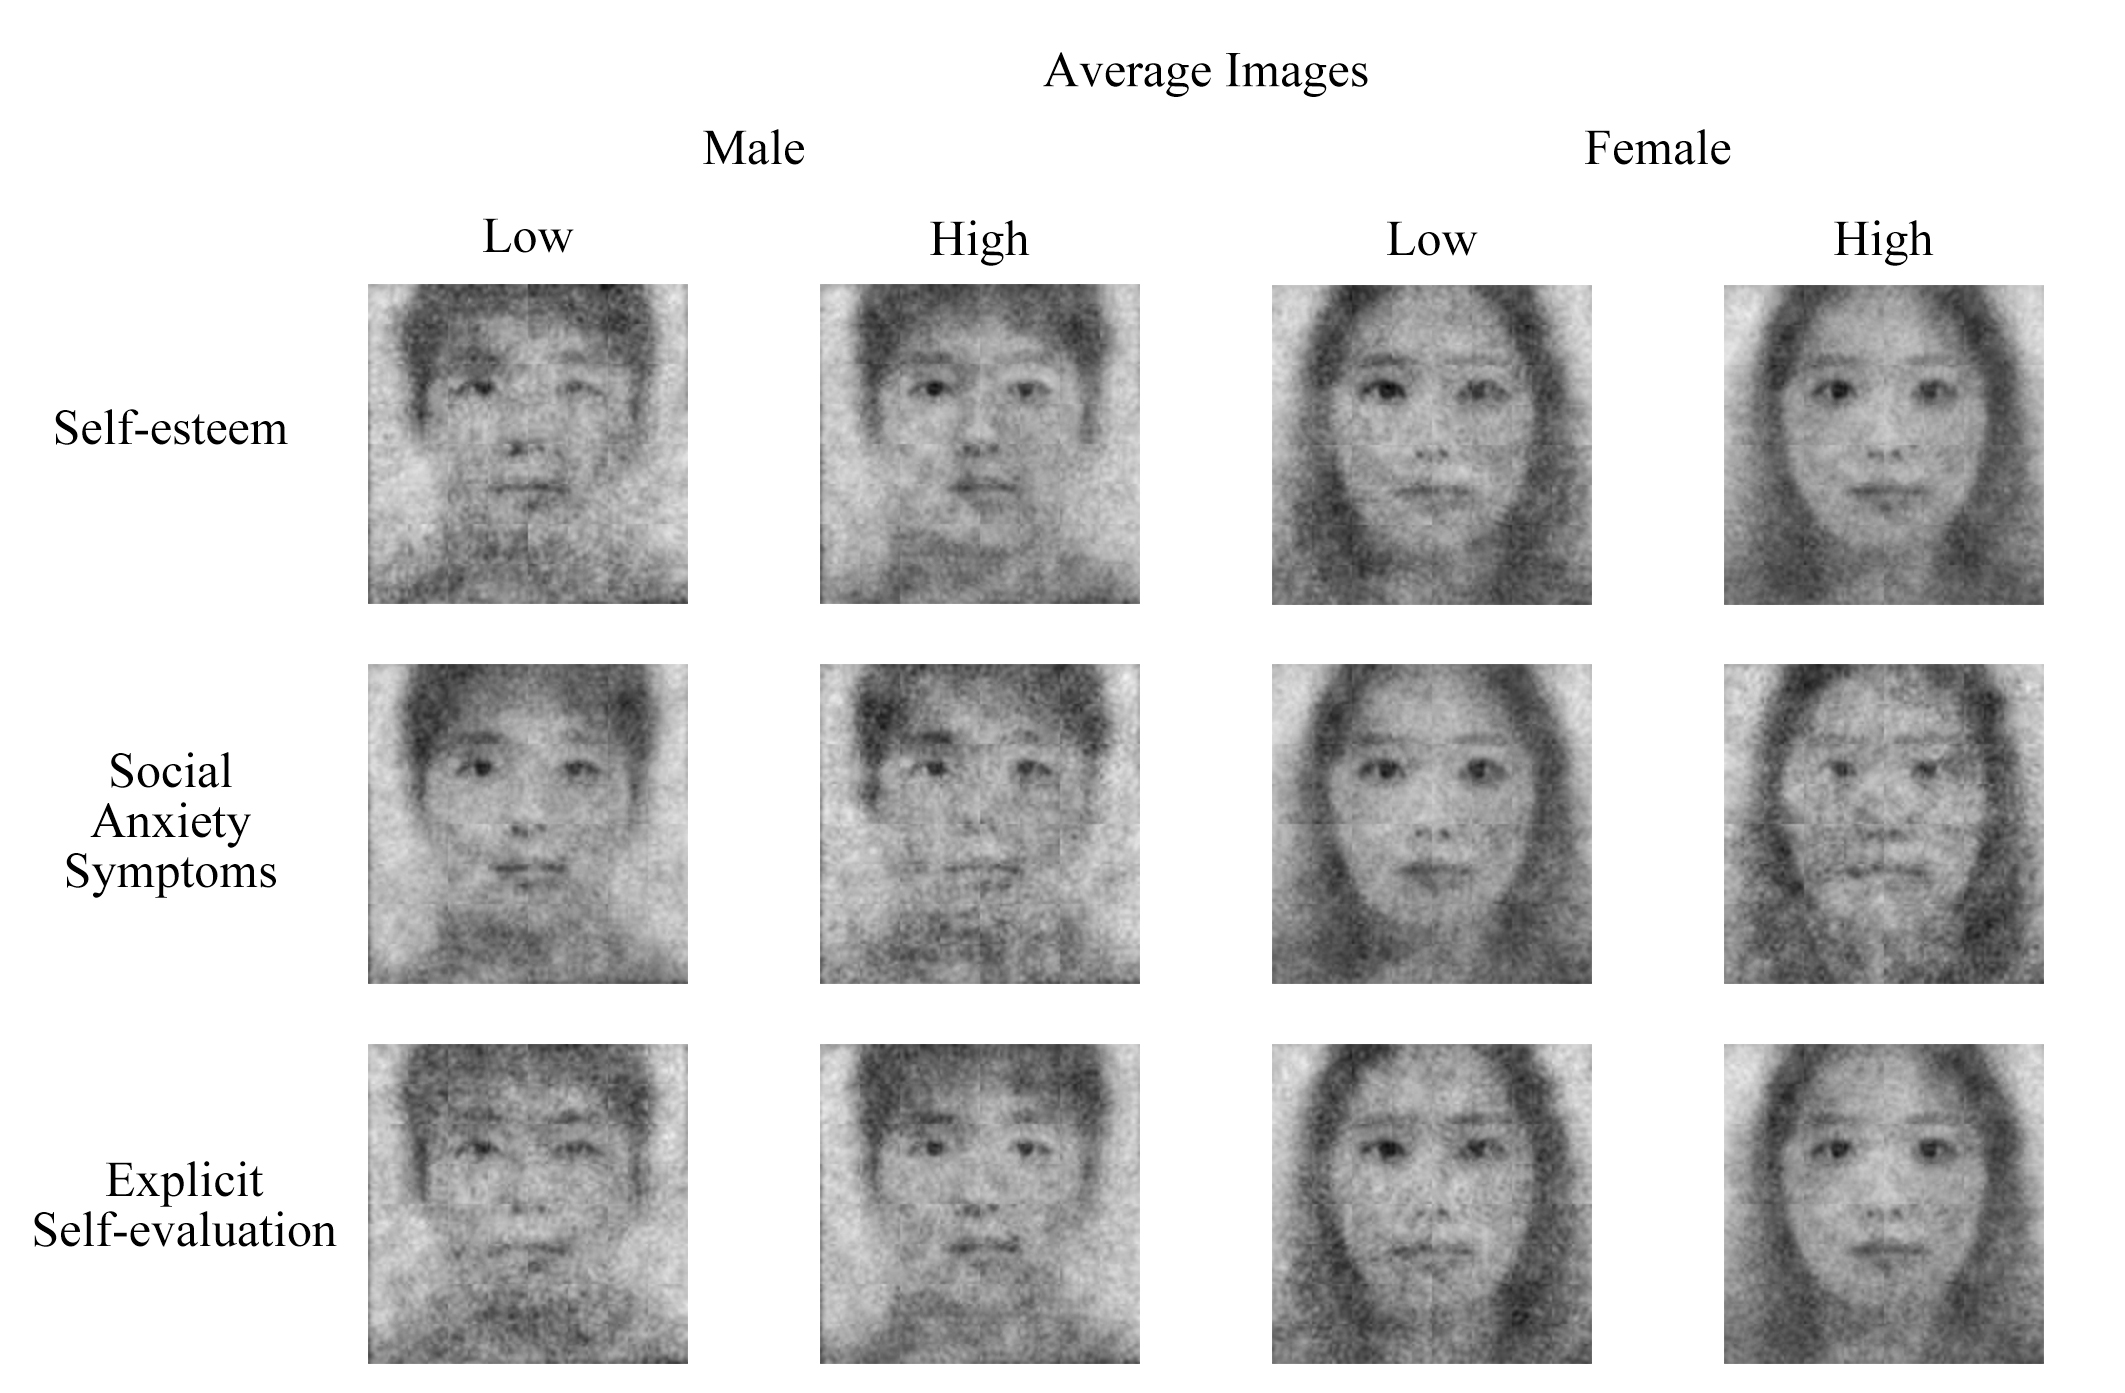 Average Images
Male
Female
Low
High
Low
High
Self-esteem
Social
Anxiety
Symptoms
Explicit
Self-evaluation